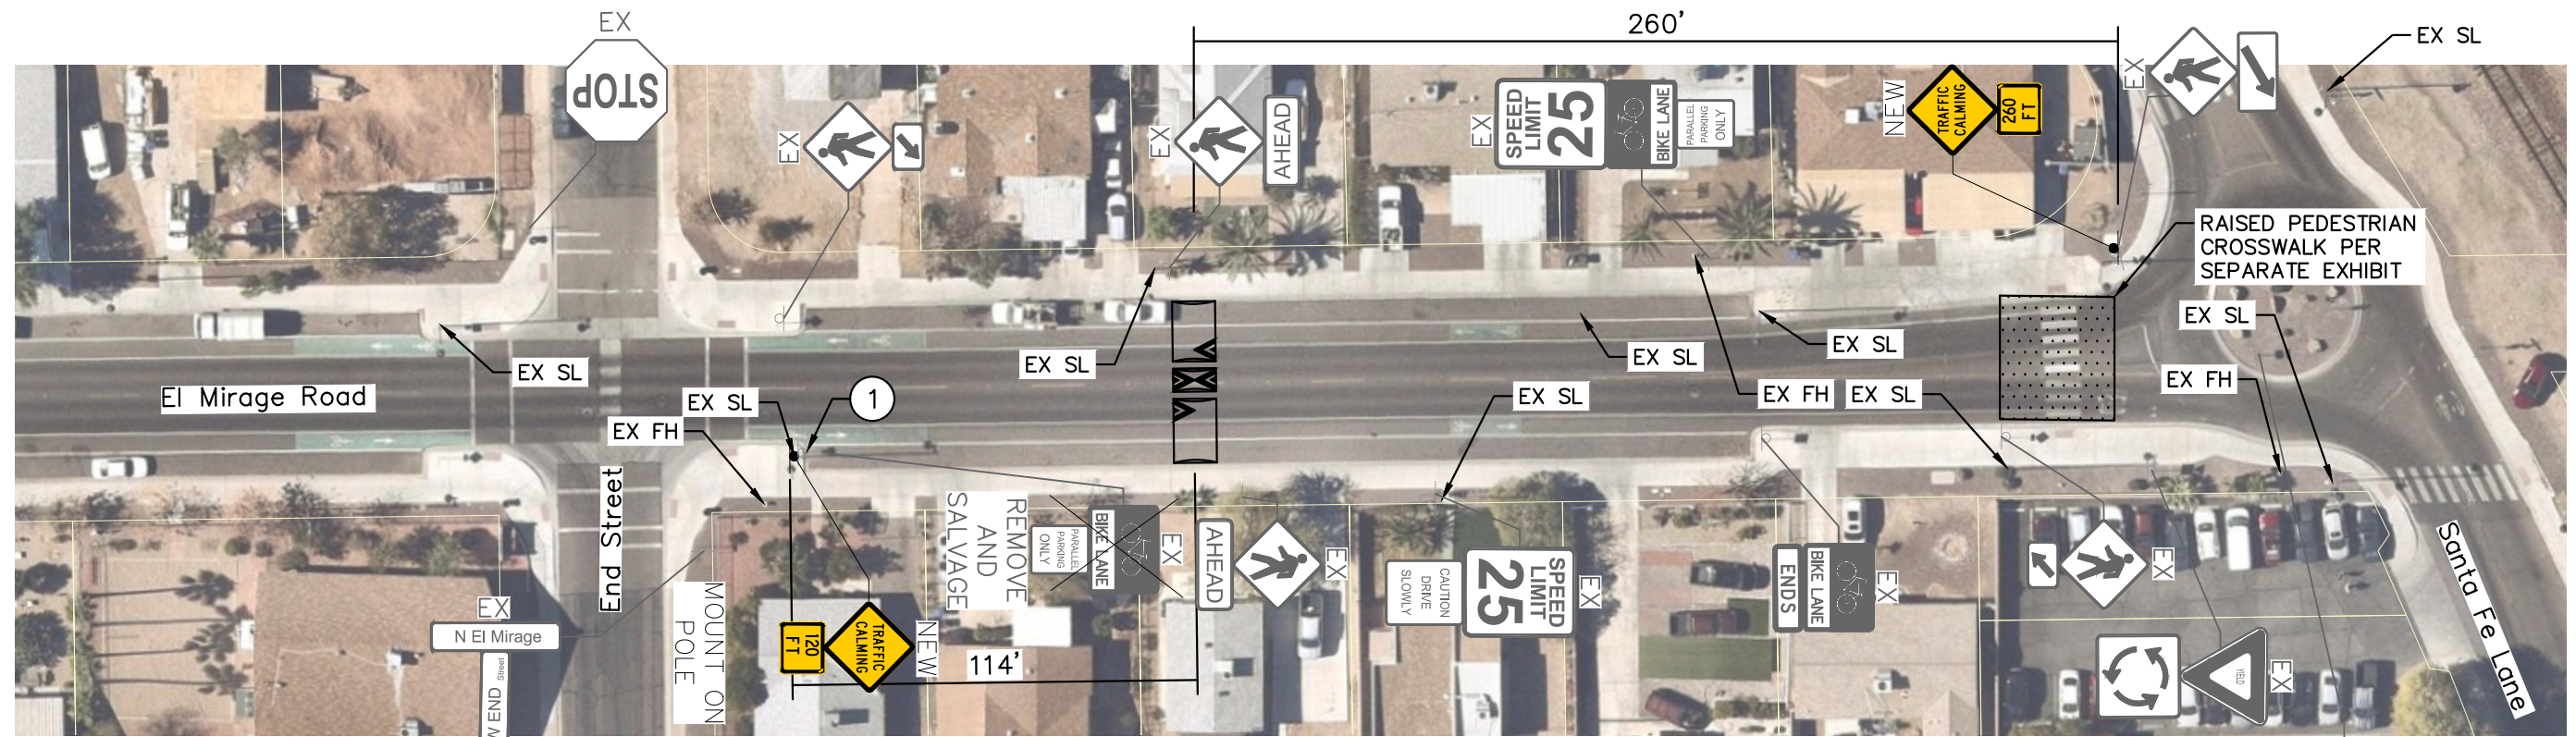 EX
STOP
260'
EX
EX SL
EX
EX
AHEAD
EX
SPEED
LIMIT
25
BIKE LANE
PARALLEL
PARKING
ONLY
NEW
TRAFFIC
CALMING
260
FT
RAISED PEDESTRIAN
CROSSWALK PER
SEPARATE EXHIBIT
EX SL
EX SL
EX SL
EX SL
EX SL
EX FH
EX SL
EX FH
El Mirage Road
EX SL
1
EX SL
EX FH
End Street
EX
N El Mirage
W END Street
MOUNT ON
POLE
120
FT
TRAFFIC
CALMING
NEW
114'
REMOVE
AND
SALVAGE
PARALLEL
PARKING
ONLY
BIKE LANE
EX
AHEAD
EX
CAUTION
DRIVE
SLOWLY
SPEED
LIMIT
25
EX
BIKE LANE
ENDS
EX
EX
YIELD
EX
Santa Fe Lane